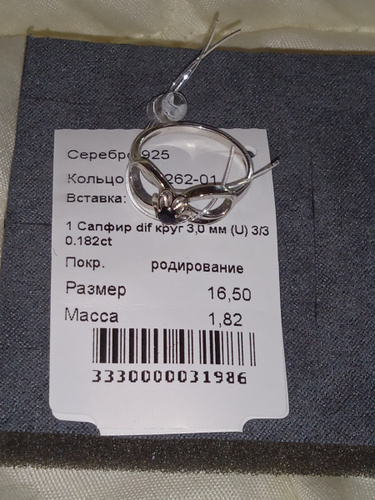 Серебро 925
Кольцо 262-01
Вставка:
1 Сапфир dif круг 3,0 мм (U) 3/3
0.182ct
Покр. родирование
Размер 16,50
Масса 1,82
3330000031986